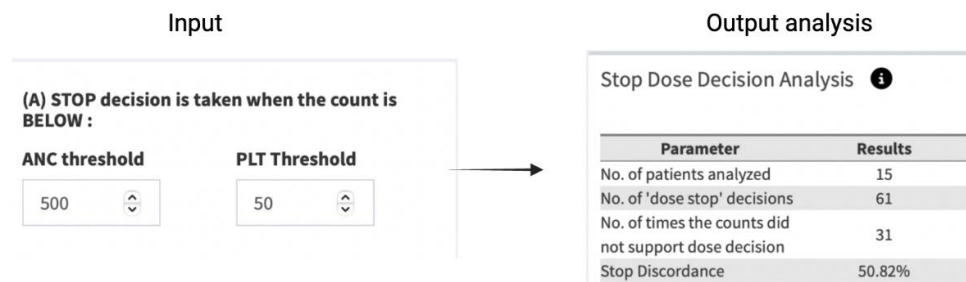 Input
Output analysis
(A) STOP decision is taken when the count is
BELOW :
ANC threshold
PLT Threshold
500
50
Stop Dose Decision Analysis
Parameter Results
No. of patients analyzed 15
No. of 'dose stop' decisions 61
No. of times the counts did
not support dose decision 31
Stop Discordance 50.82%